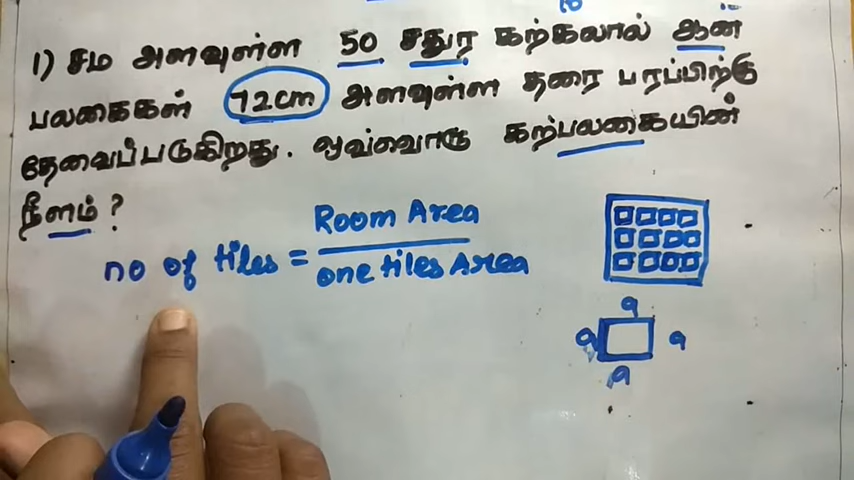 1) சம அளவுள்ள 50 சதுர கற்கலால் ஆன
பலகைகள் 72cm அளவுள்ள தரை பரப்பிற்கு
தேவைப்படுகிறது. ஒவ்வொரு கற்பலகையின்
நீளம் ?
no of tiles = Room Area
one tiles Area
a
a a
a